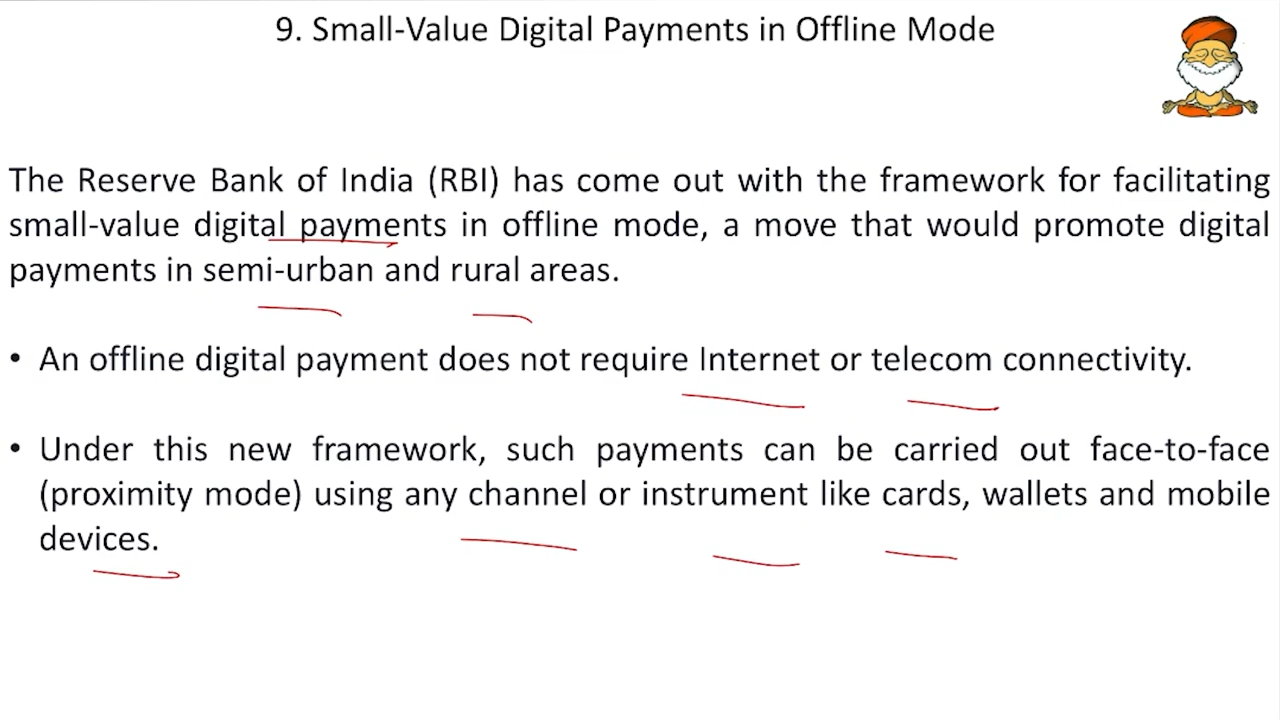 9. Small-Value Digital Payments in Offline Mode
The Reserve Bank of India (RBI) has come out with the framework for facilitating
small-value digital payments in offline mode, a move that would promote digital
payments in semi-urban and rural areas.
• An offline digital payment does not require Internet or telecom connectivity.
• Under this new framework, such payments can be carried out face-to-face
(proximity mode) using any channel or instrument like cards, wallets and mobile
devices.